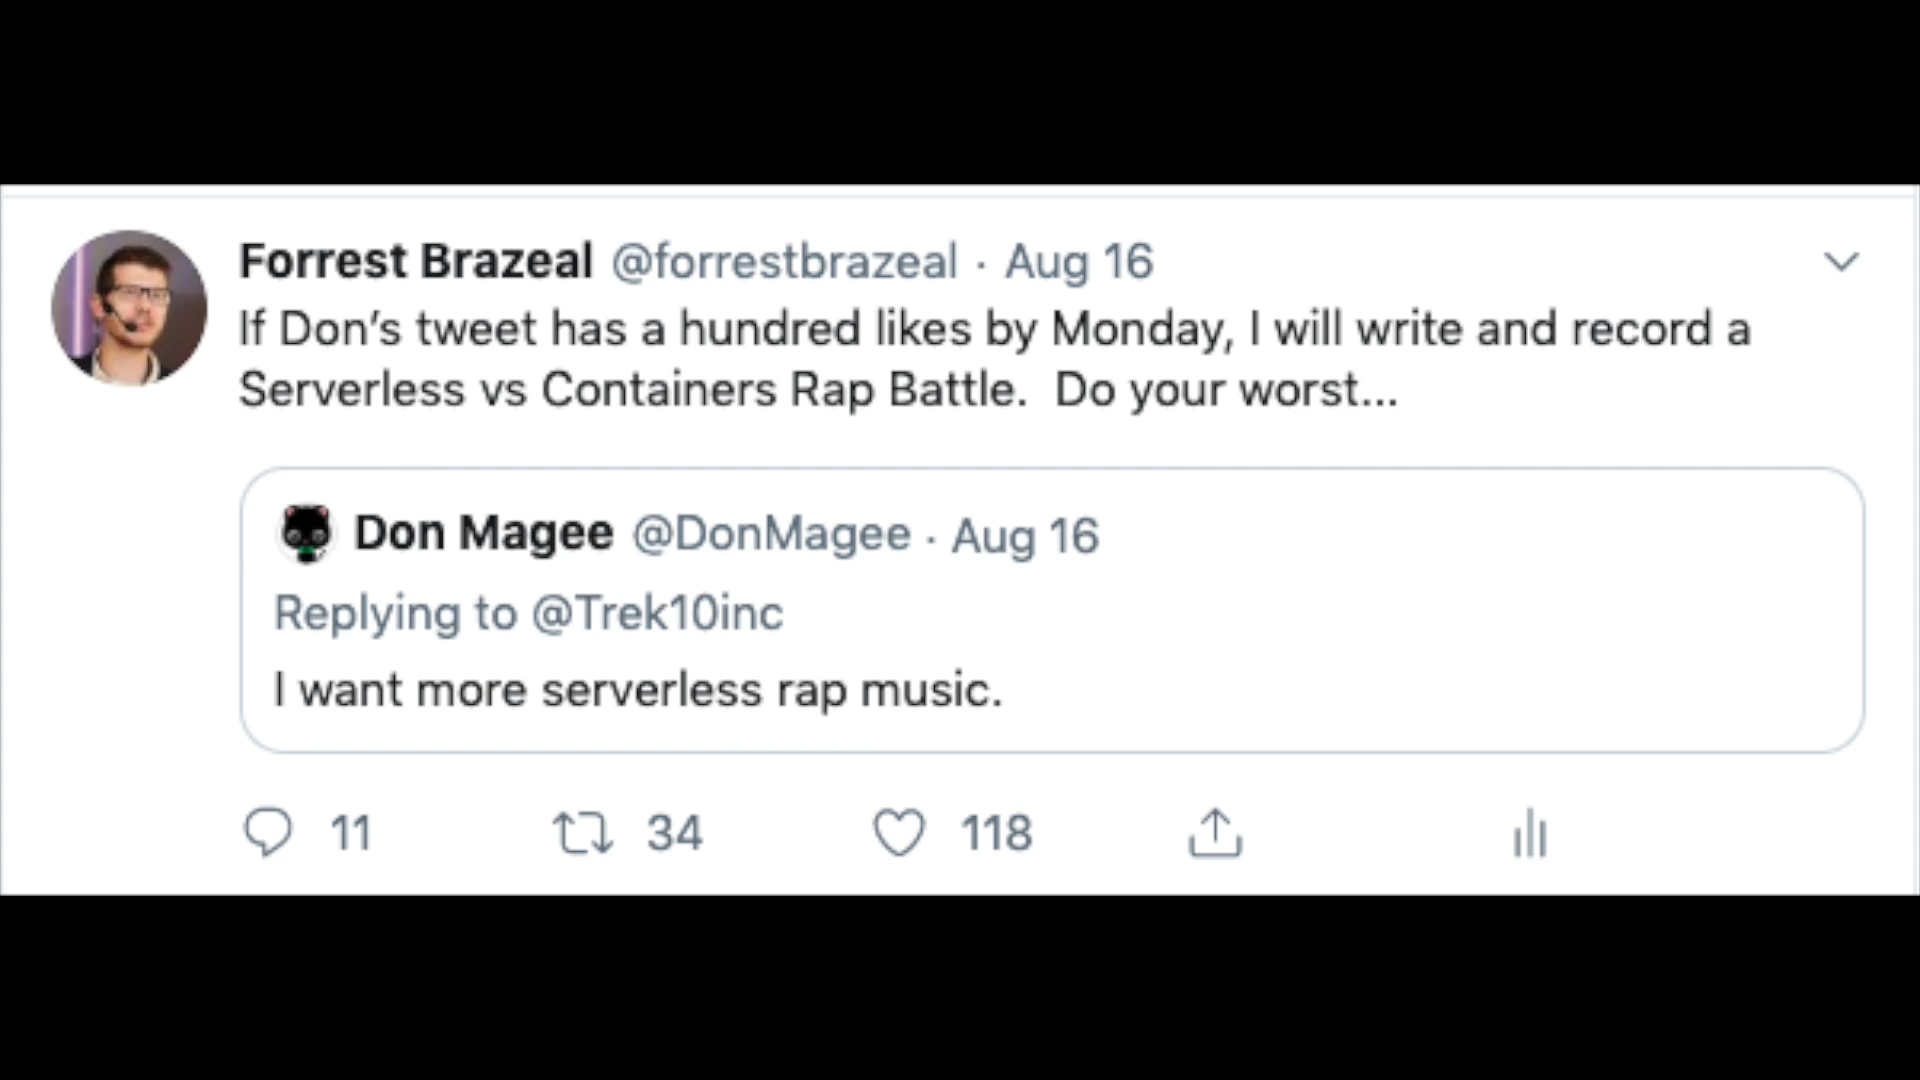 Forrest Brazeal @forrestbrazeal · Aug 16
If Don’s tweet has a hundred likes by Monday, I will write and record a
Serverless vs Containers Rap Battle.  Do your worst...
Don Magee @DonMagee · Aug 16
Replying to @Trek10inc
I want more serverless rap music.
11 34 118